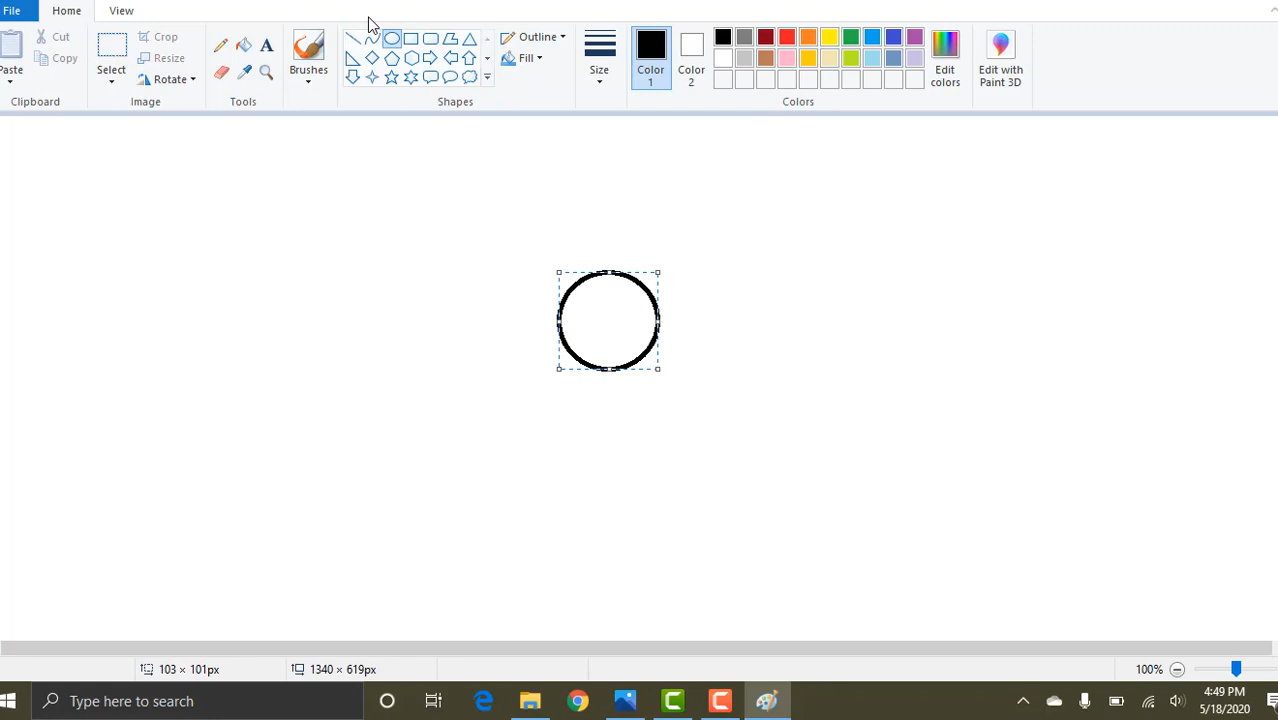 File Home View
Cut
Copy
Paste
Clipboard
Select
Crop
Resize
Rotate
Image
A
Tools
Brushes
Outline
Fill
Shapes
Size
Color 1
Color 2
Edit colors
Colors
Edit with Paint 3D
103 × 101px
1340 × 619px
100%
Type here to search
4:49 PM
5/18/2020